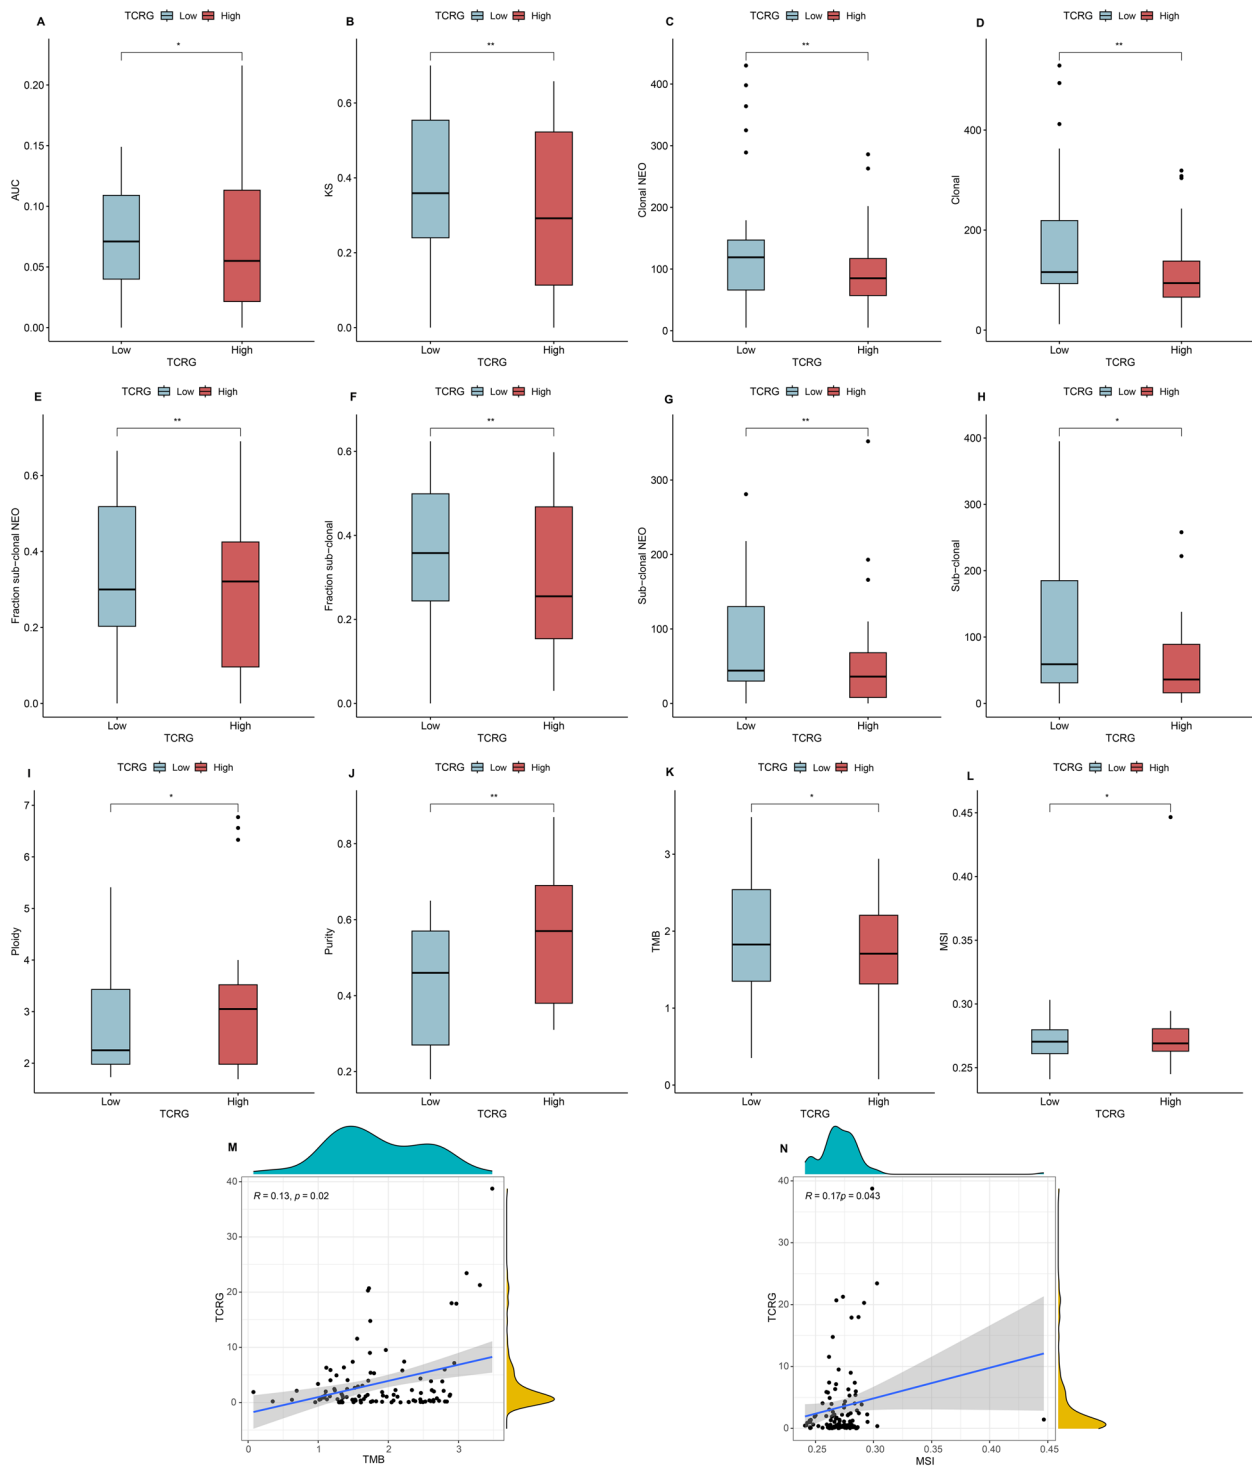 A
TCRG Low High
*
AUC
0.20
0.15
0.10
0.05
0.00
Low High
TCRG
B
TCRG Low High
**
KS
0.6
0.4
0.2
0.0
Low High
TCRG
C
TCRG Low High
**
Clonal NEO
400
300
200
100
0
Low High
TCRG
D
TCRG Low High
**
Clonal
400
200
0
Low High
TCRG
E
TCRG Low High
**
Fraction sub−clonal NEO
0.6
0.4
0.2
0.0
Low High
TCRG
F
TCRG Low High
**
Fraction sub−clonal
0.6
0.4
0.2
0.0
Low High
TCRG
G
TCRG Low High
**
Sub−clonal NEO
300
200
100
0
Low High
TCRG
H
TCRG Low High
*
Sub−clonal
400
300
200
100
0
Low High
TCRG
I
TCRG Low High
*
Ploidy
7
6
5
4
3
2
Low High
TCRG
J
TCRG Low High
**
Purity
0.8
0.6
0.4
0.2
Low High
TCRG
K
TCRG Low High
*
TMB
3
2
1
0
Low High
TCRG
L
TCRG Low High
*
MSI
0.45
0.40
0.35
0.30
0.25
Low High
TCRG
M
R = 0.13, p = 0.02
TCRG
40
30
20
10
0
0 1 2 3
TMB
N
R = 0.17p = 0.043
TCRG
40
30
20
10
0
0.25 0.30 0.35 0.40 0.45
MSI